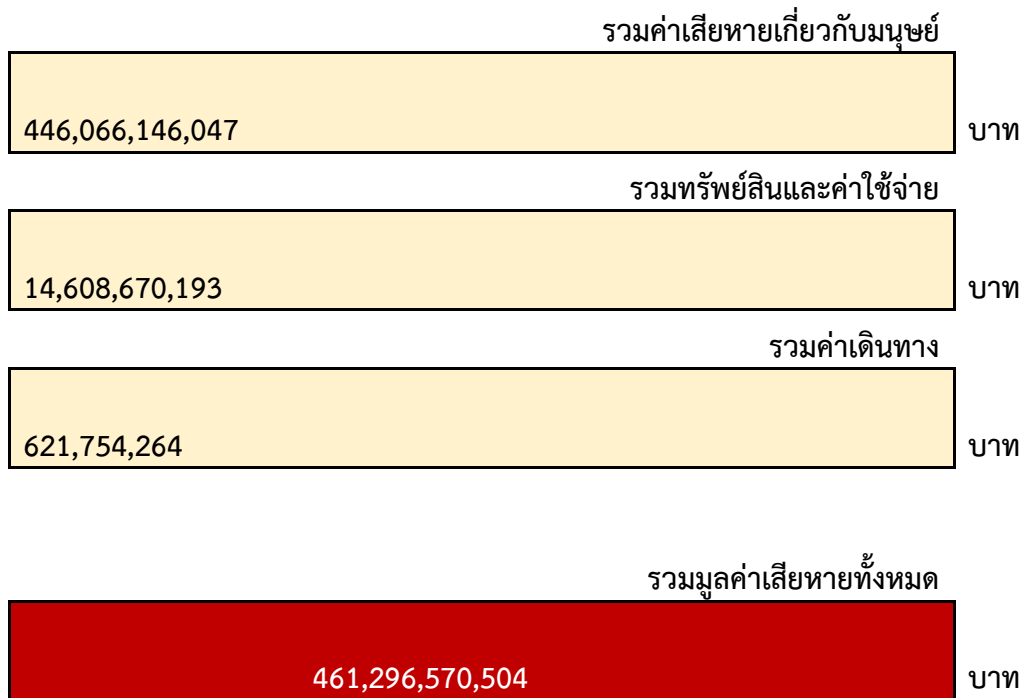 รวมค่าเสียหายเกี่ยวกับมนุษย์
446,066,146,047 บาท
รวมทรัพย์สินและค่าใช้จ่าย
14,608,670,193 บาท
รวมค่าเดินทาง
621,754,264 บาท
รวมมูลค่าเสียหายทั้งหมด
461,296,570,504 บาท